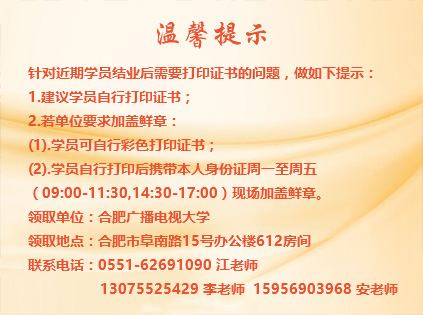 温馨提示
针对近期学员结业后需要打印证书的问题，做如下提示：
1.建议学员自行打印证书；
2.若单位要求加盖鲜章：
(1).学员可自行彩色打印证书；
(2).学员自行打印后携带本人身份证周一至周五
（09:00-11:30,14:30-17:00）现场加盖鲜章。
领取单位：合肥广播电视大学
领取地点：合肥市阜南路15号办公楼612房间
联系电话：0551-62691090 江老师
13075525429 李老师  15956903968 安老师